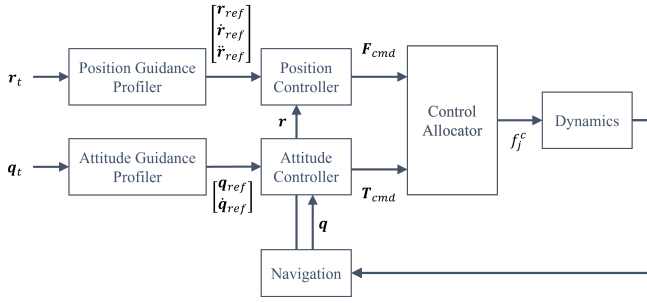 [r_ref
ṙ_ref
r̈_ref]
r_t
Position Guidance
Profiler
Position
Controller
F_cmd
r
Control
Allocator
f_j^c
Dynamics
q_t
Attitude Guidance
Profiler
[q_ref
q̇_ref]
Attitude
Controller
T_cmd
q
Navigation